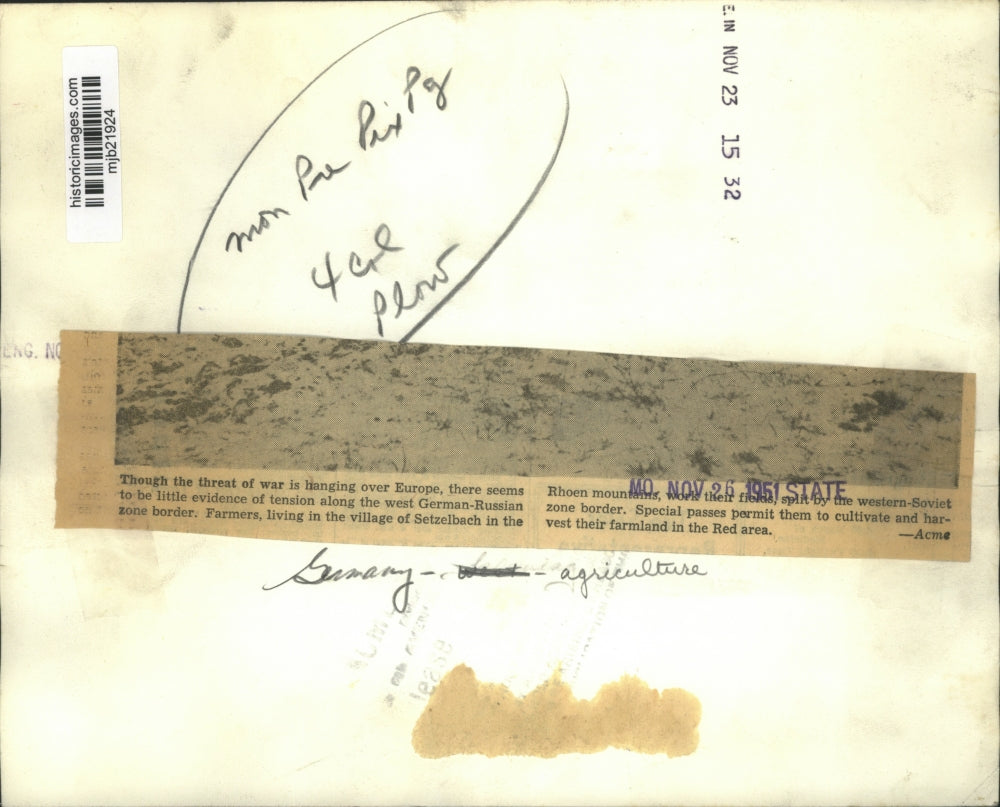 historicimages.com
mjb21924
E. IN NOV 23 15 32
mon Pre Pix Pg
4 col
plow
ENG. NO
Though the threat of war is hanging over Europe, there seems
to be little evidence of tension along the west German-Russian
zone border. Farmers, living in the village of Setzelbach in the
Rhoen mountains, work their fields, split by the western-Soviet
zone border. Special passes permit them to cultivate and har-
vest their farmland in the Red area.
—Acme
MO NOV 26 1951 STATE
Germany - - agriculture